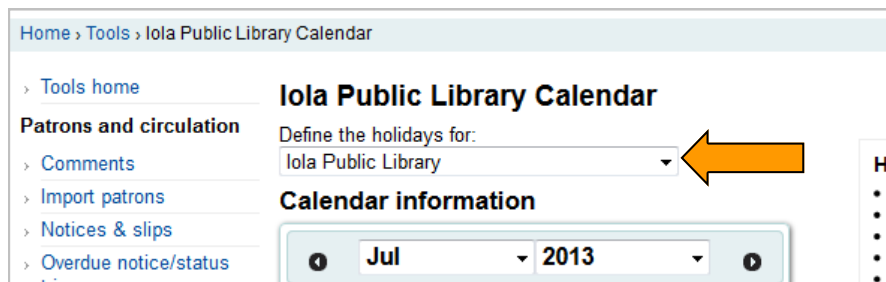 Home › Tools › Iola Public Library Calendar
› Tools home
Patrons and circulation
› Comments
› Import patrons
› Notices & slips
› Overdue notice/status
Iola Public Library Calendar
Define the holidays for:
Iola Public Library
Calendar information
Jul 2013
H